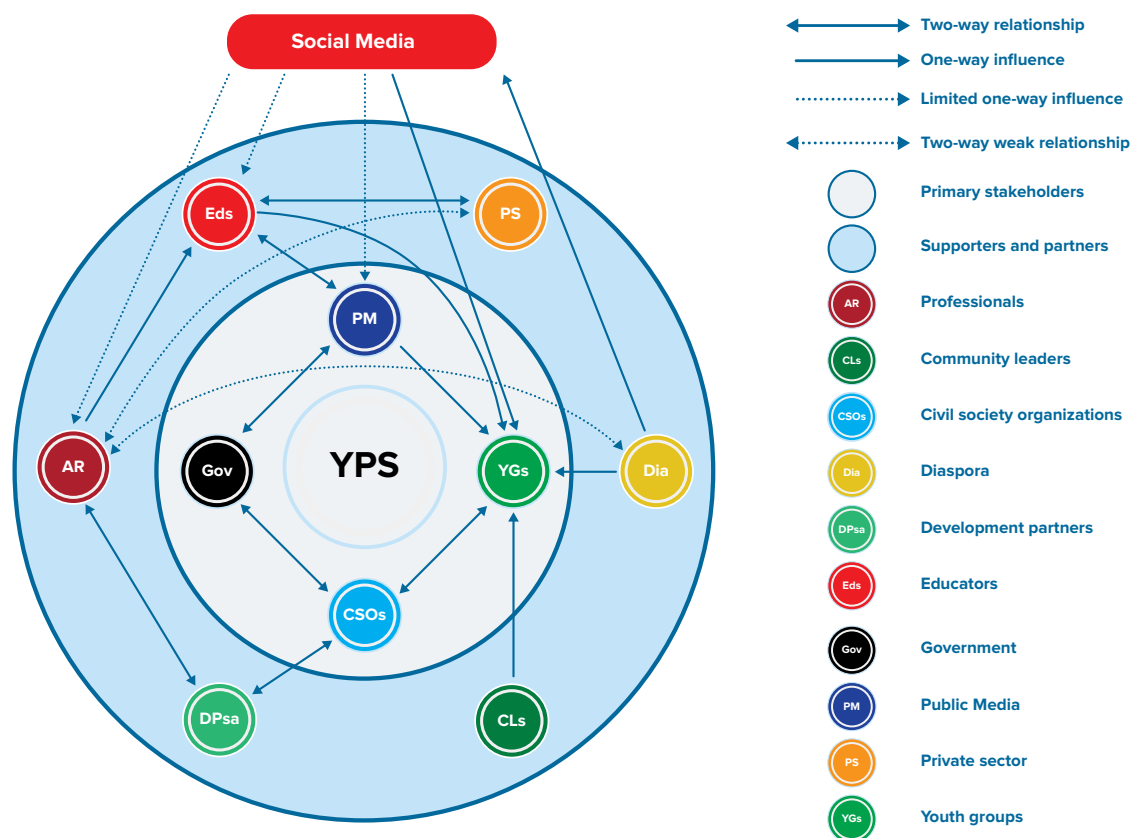 Social Media
Eds
PS
PM
AR
Gov
YPS
YGs
Dia
CSOs
DPsa
CLs
Two-way relationship
One-way influence
Limited one-way influence
Two-way weak relationship
Primary stakeholders
Supporters and partners
AR Professionals
CLs Community leaders
CSOs Civil society organizations
Dia Diaspora
DPsa Development partners
Eds Educators
Gov Government
PM Public Media
PS Private sector
YGs Youth groups